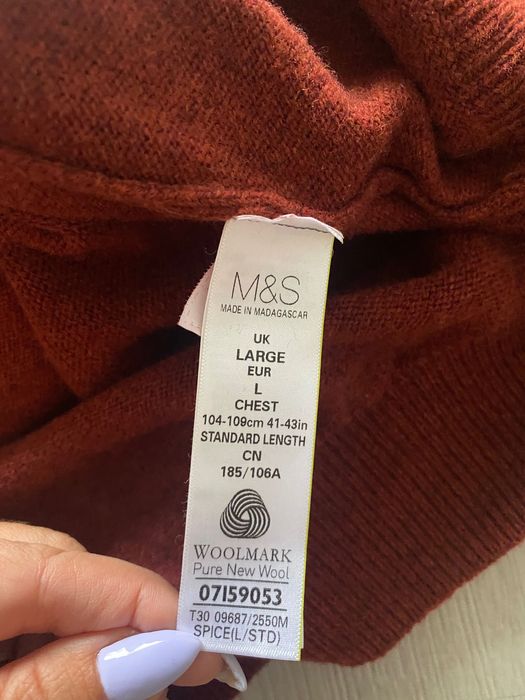 M&S
MADE IN MADAGASCAR
UK
LARGE
EUR
L
CHEST
104-109cm 41-43in
STANDARD LENGTH
CN
185/106A
WOOLMARK
Pure New Wool
07159053
T30 09687/2550M
SPICE(L/STD)